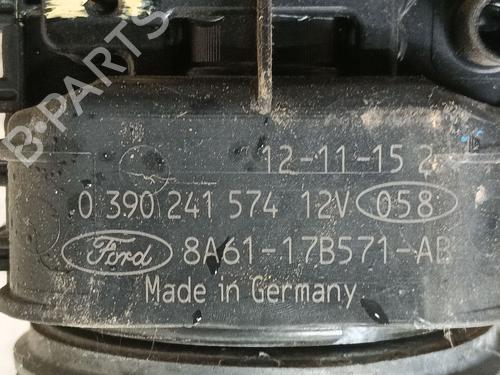 B-PARTS
12-11-15 2
0 390 241 574 12V 058
Ford 8A61-17B571-AB
Made in Germany